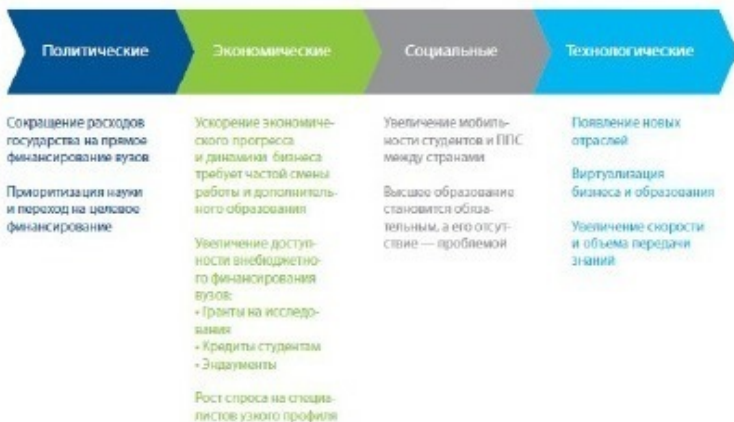 Политические
Экономические
Социальные
Технологические
Сокращение расходов
государства на прямое
финансирование вузов
Приоритизация науки
и переход на целевое
финансирование
Ускорение экономиче-
ского прогресса
и динамики бизнеса
требует частой смены
работы и дополнитель-
ного образования
Увеличение доступ-
ности внебюджетно-
го финансирования
вузов:
• Гранты на исследо-
вания
• Кредиты студентам
• Эндаументы
Рост спроса на специа-
листов узкого профиля
Увеличение мобиль-
ности студентов и ППС
между странами
Высшее образование
становится обяза-
тельным, а его отсут-
ствие — проблемой
Появление новых
отраслей
Виртуализация
бизнеса и образования
Увеличение скорости
и объема передачи
знаний